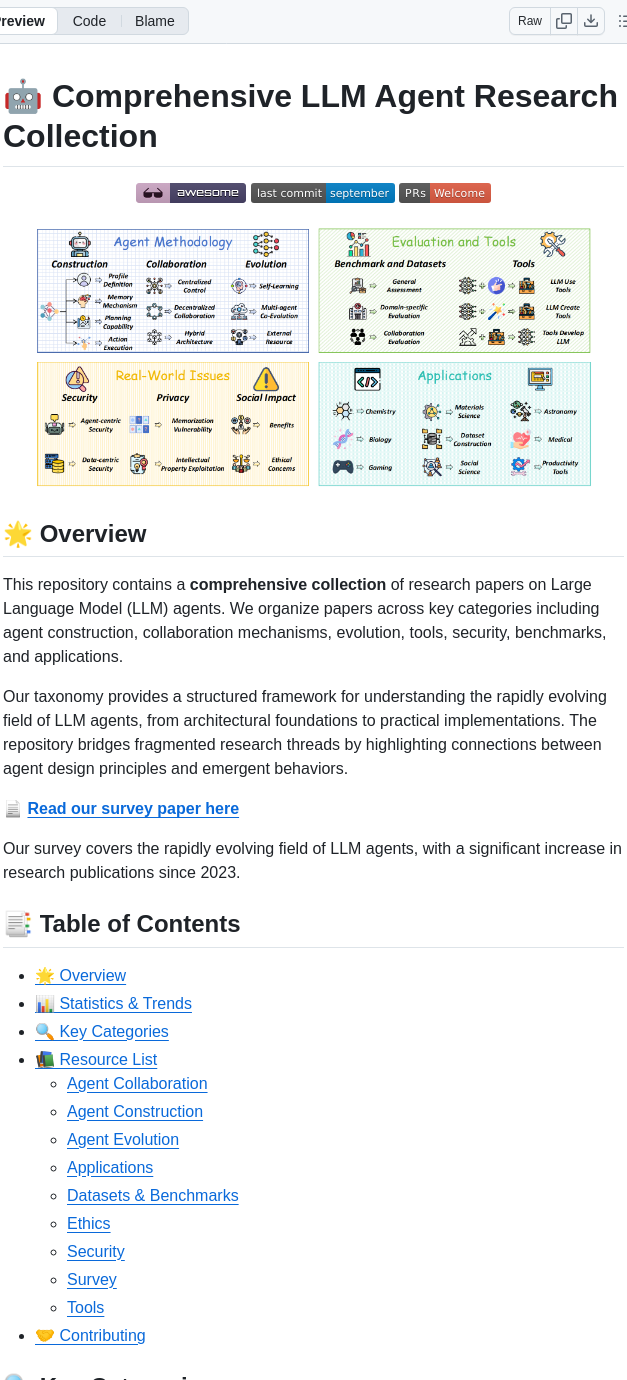 Preview Code Blame Raw
🤖 Comprehensive LLM Agent Research
Collection
awesome last commit september PRs Welcome
Agent Methodology
Construction Collaboration Evolution
Profile Definition
Memory Mechanism
Planning Capability
Action Execution
Centralized Control
Decentralized Collaboration
Hybrid Architecture
Self-Learning
Multi-agent Co-Evolution
External Resource
Evaluation and Tools
Benchmark and Datasets Tools
General Assessment
Domain-specific Evaluation
Collaboration Evaluation
LLM Use Tools
LLM Create Tools
Tools Develop LLM
Real-World Issues
Security Privacy Social Impact
Agent-centric Security
Data-centric Security
Memorization Vulnerability
Intellectual Property Exploitation
Benefits
Ethical Concerns
Applications
Chemistry
Biology
Gaming
Materials Science
Dataset Construction
Social Science
Astronomy
Medical
Productivity Tools
🌟 Overview
This repository contains a comprehensive collection of research papers on Large
Language Model (LLM) agents. We organize papers across key categories including
agent construction, collaboration mechanisms, evolution, tools, security, benchmarks,
and applications.
Our taxonomy provides a structured framework for understanding the rapidly evolving
field of LLM agents, from architectural foundations to practical implementations. The
repository bridges fragmented research threads by highlighting connections between
agent design principles and emergent behaviors.
📄 Read our survey paper here
Our survey covers the rapidly evolving field of LLM agents, with a significant increase in
research publications since 2023.
📑 Table of Contents
🌟 Overview
📊 Statistics & Trends
🔍 Key Categories
📚 Resource List
Agent Collaboration
Agent Construction
Agent Evolution
Applications
Datasets & Benchmarks
Ethics
Security
Survey
Tools
🤝 Contributing